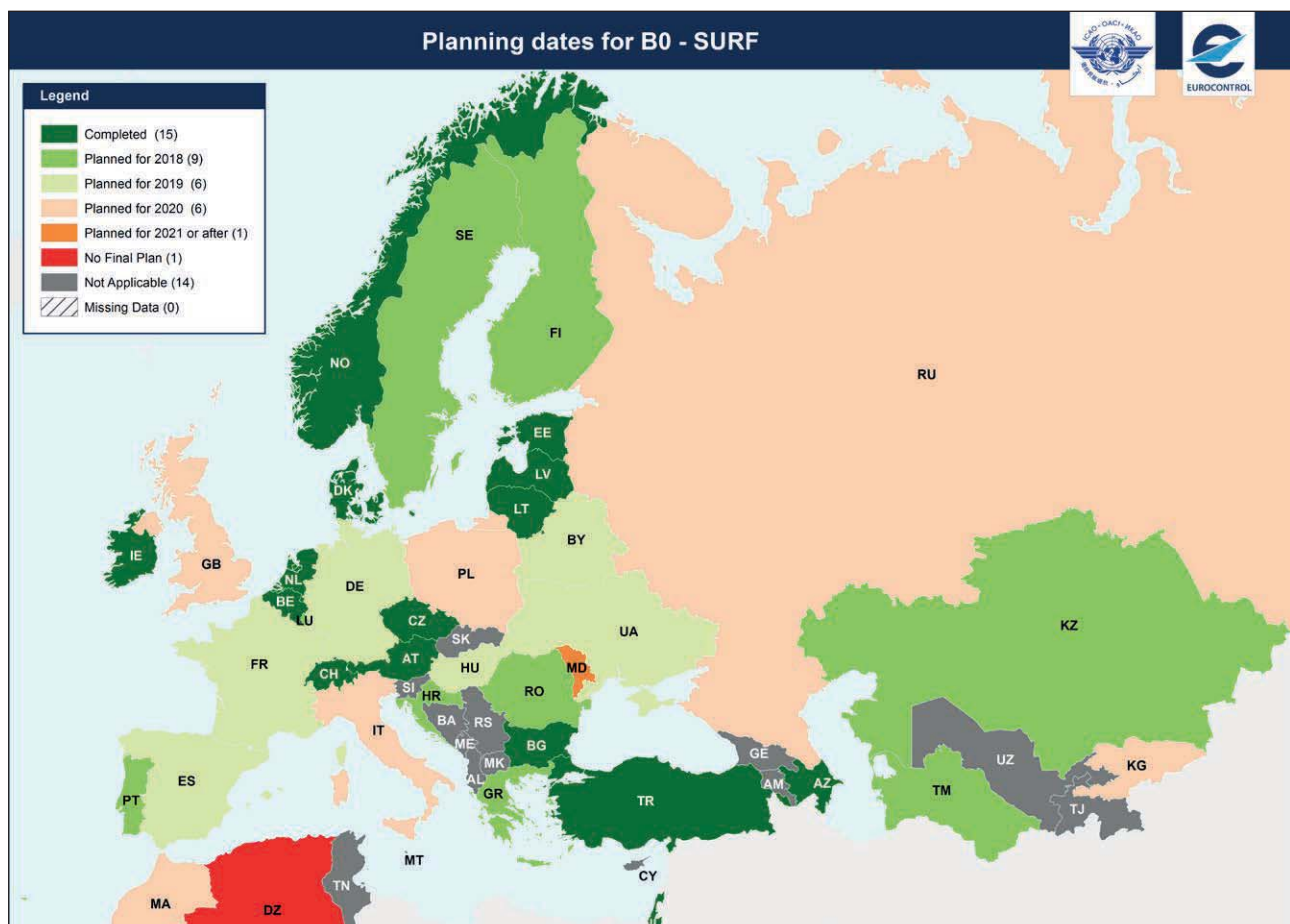 Planning dates for B0 - SURF
ICAO • OACI • ИКАО
EUROCONTROL
Legend
Completed (15)
Planned for 2018 (9)
Planned for 2019 (6)
Planned for 2020 (6)
Planned for 2021 or after (1)
No Final Plan (1)
Not Applicable (14)
Missing Data (0)
SE
FI
NO
RU
EE
LV
LT
DK
IE
GB
BY
NL
DE
PL
BE
LU
CZ
SK
UA
KZ
FR
CH
AT
HU
MD
SI
HR
RO
BA
RS
IT
ME
MK
BG
GE
UZ
KG
AL
AM
AZ
TM
TJ
PT
ES
GR
TR
MT
CY
TN
MA
DZ